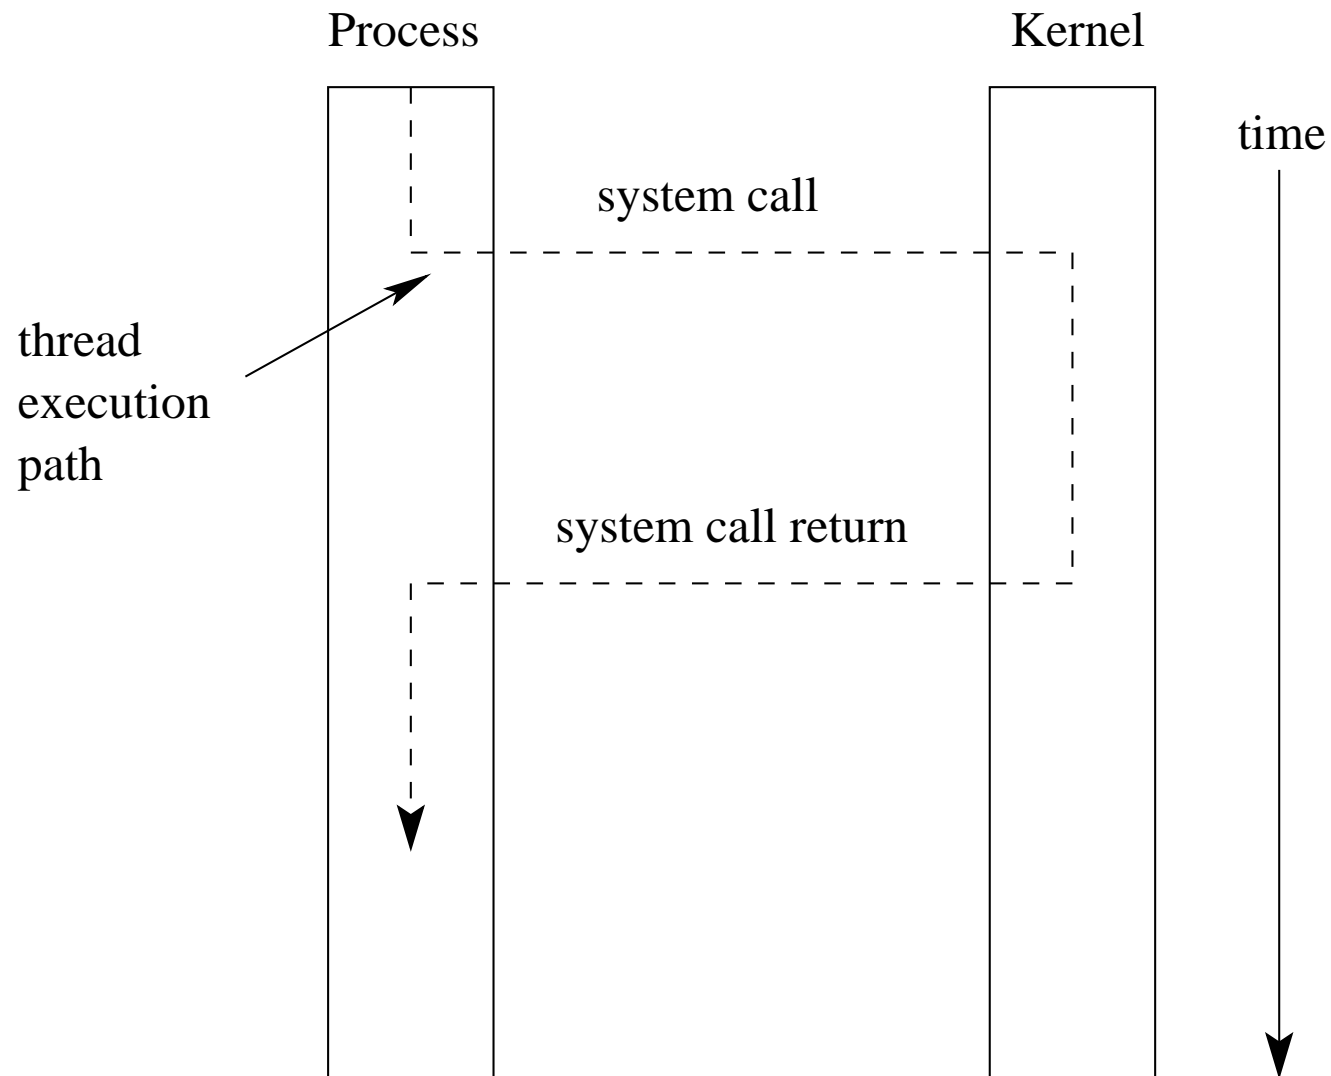 Process
Kernel
time
system call
thread
execution
path
system call return